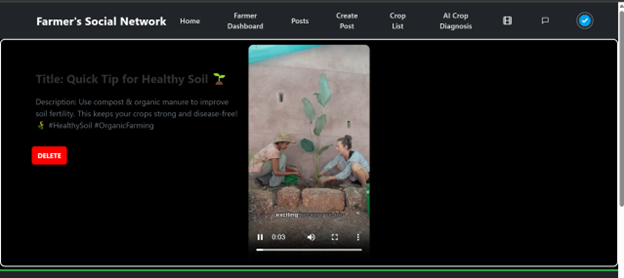 Farmer's Social Network
Home
Farmer
Dashboard
Posts
Create
Post
Crop
List
AI Crop
Diagnosis
Title: Quick Tip for Healthy Soil 🌱
Description: Use compost & organic manure to improve
soil fertility. This keeps your crops strong and disease-free!
#HealthySoil #OrganicFarming
DELETE
exciting
0:03